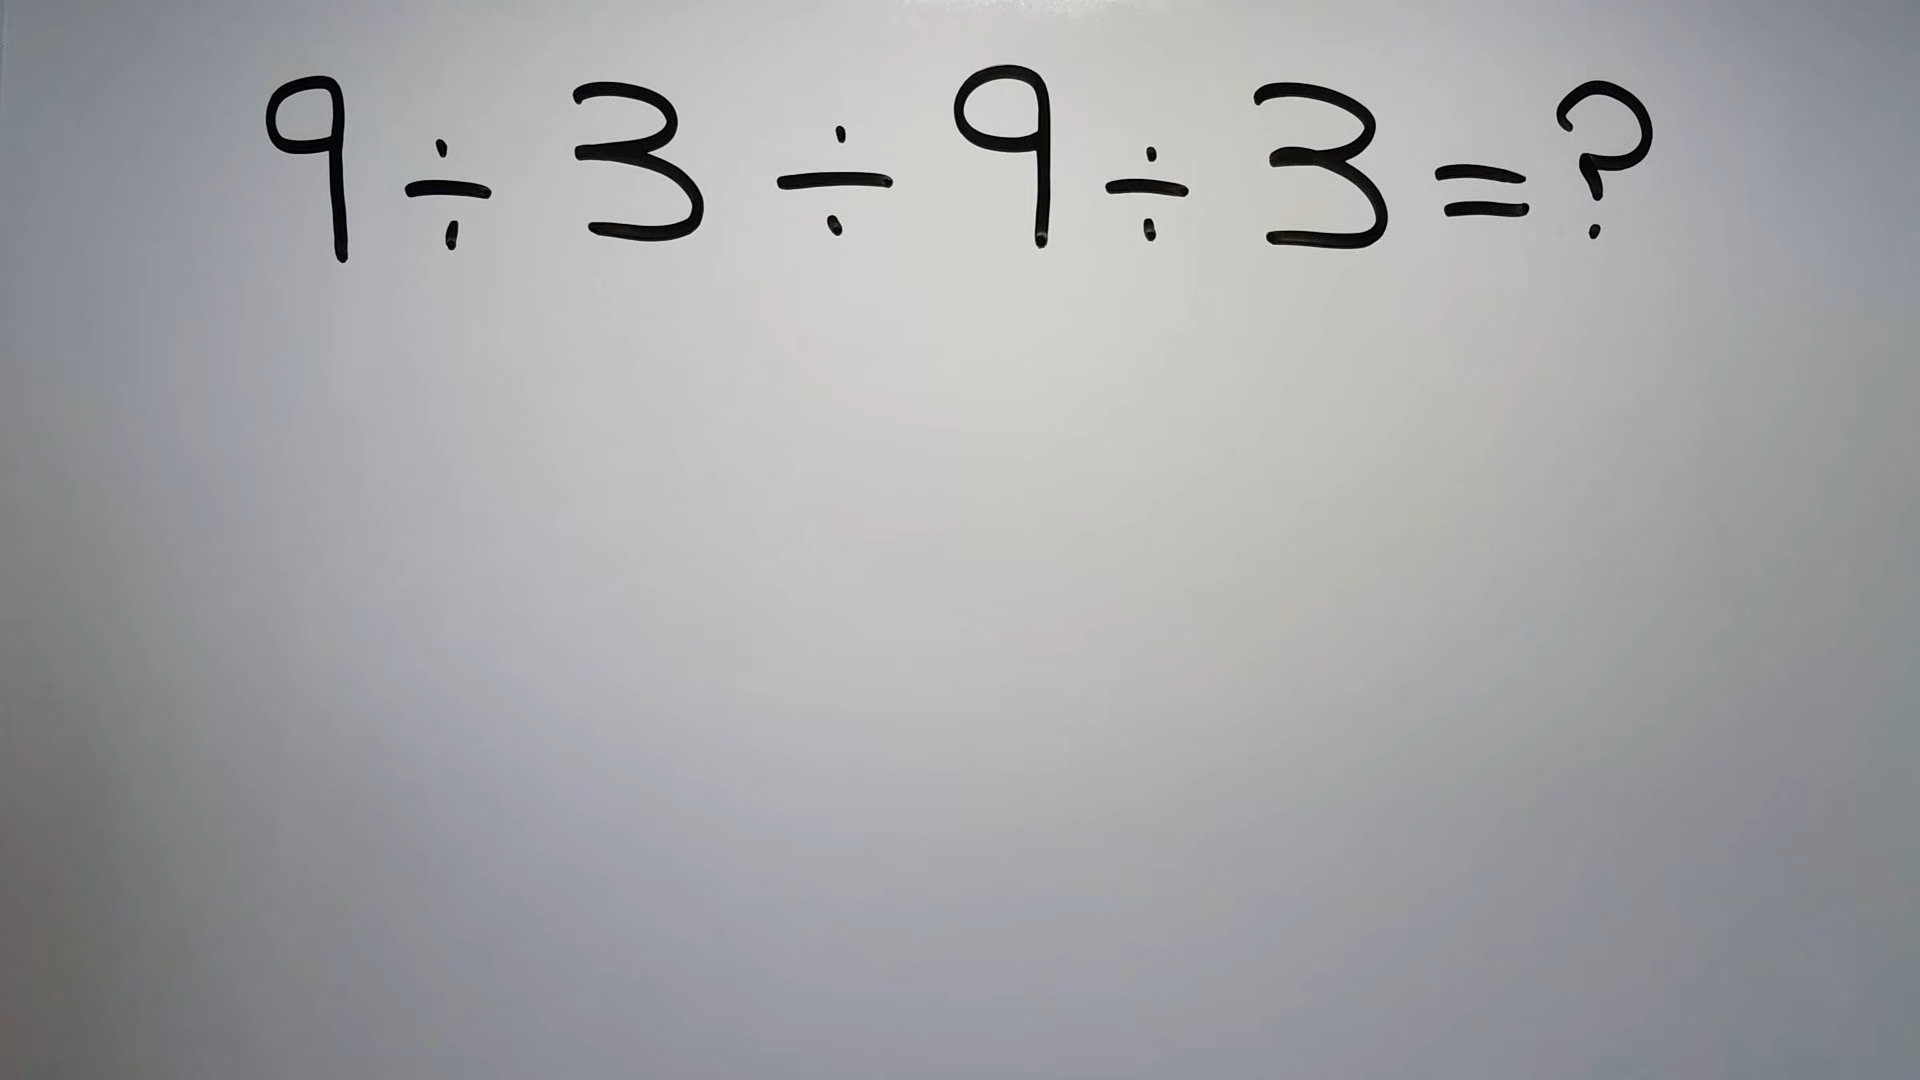 9 ÷ 3 ÷ 9 ÷ 3 = ?